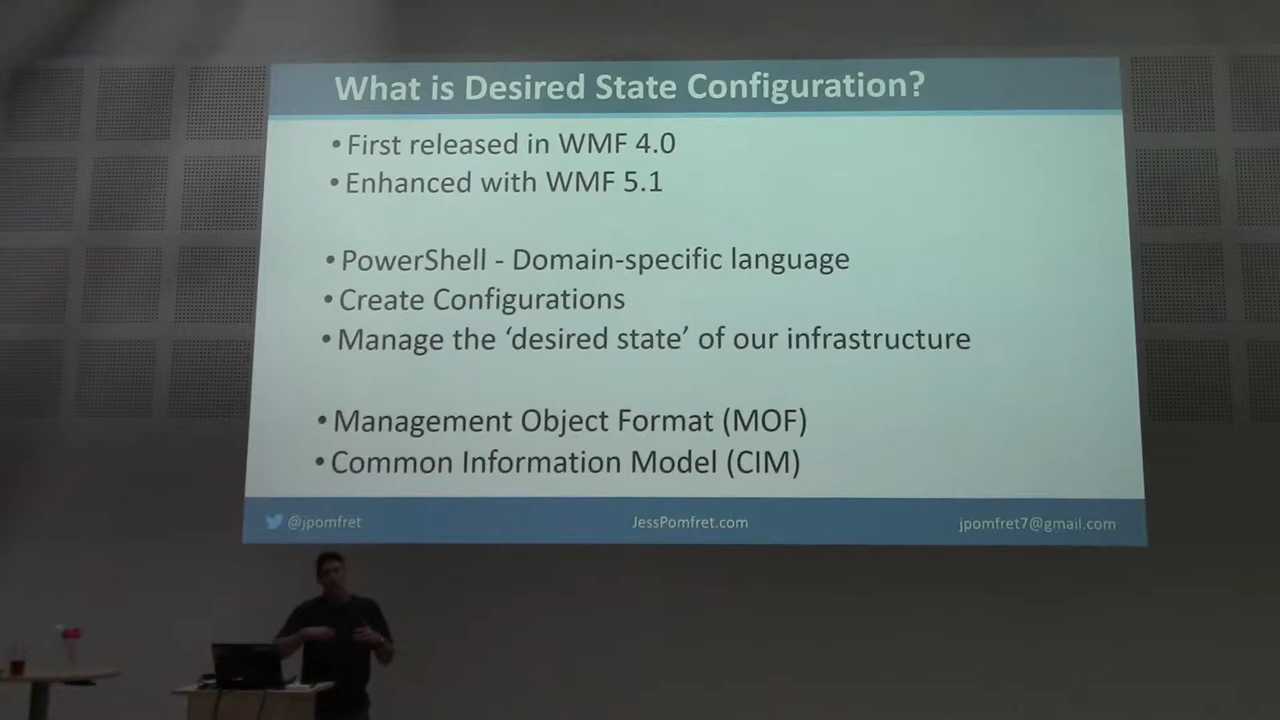 What is Desired State Configuration?
• First released in WMF 4.0
• Enhanced with WMF 5.1
• PowerShell - Domain-specific language
• Create Configurations
• Manage the ‘desired state’ of our infrastructure
• Management Object Format (MOF)
• Common Information Model (CIM)
@jpomfret
JessPomfret.com
jpomfret7@gmail.com